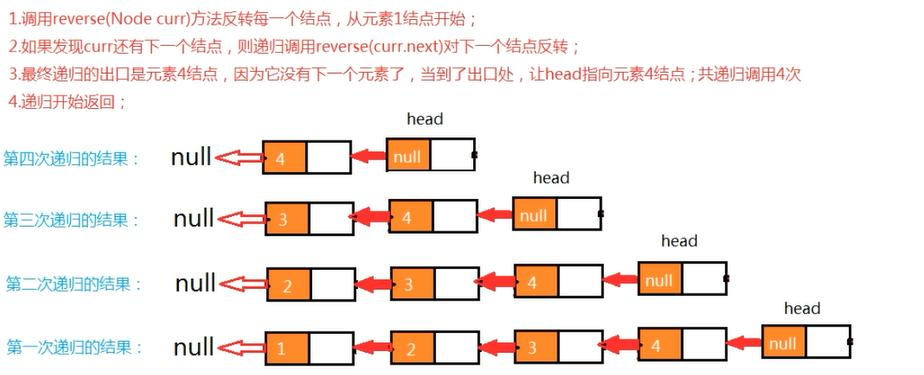 1.调用reverse(Node curr)方法反转每一个结点，从元素1结点开始；
2.如果发现curr还有下一个结点，则递归调用reverse(curr.next)对下一个结点反转；
3.最终递归的出口是元素4结点，因为它没有下一个元素了，当到了出口处，让head指向元素4结点；共递归调用4次
4.递归开始返回；
head
第四次递归的结果： null 4 null
head
第三次递归的结果： null 3 4 null
head
第二次递归的结果： null 2 3 4 null
head
第一次递归的结果： null 1 2 3 4 null